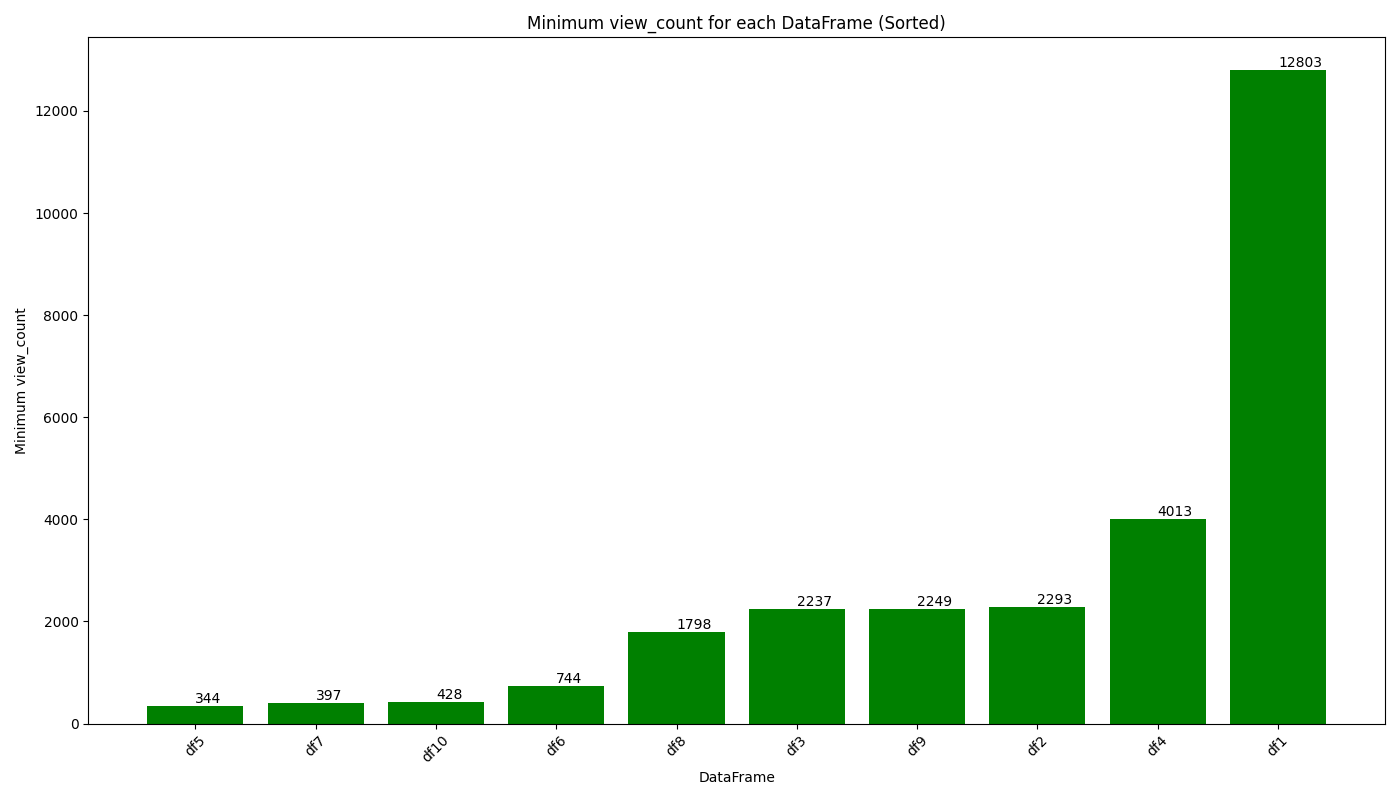 Minimum view_count for each DataFrame (Sorted)
Minimum view_count
12000
10000
8000
6000
4000
2000
0
344
397
428
744
1798
2237
2249
2293
4013
12803
df5
df7
df10
df6
df8
df3
df9
df2
df4
df1
DataFrame